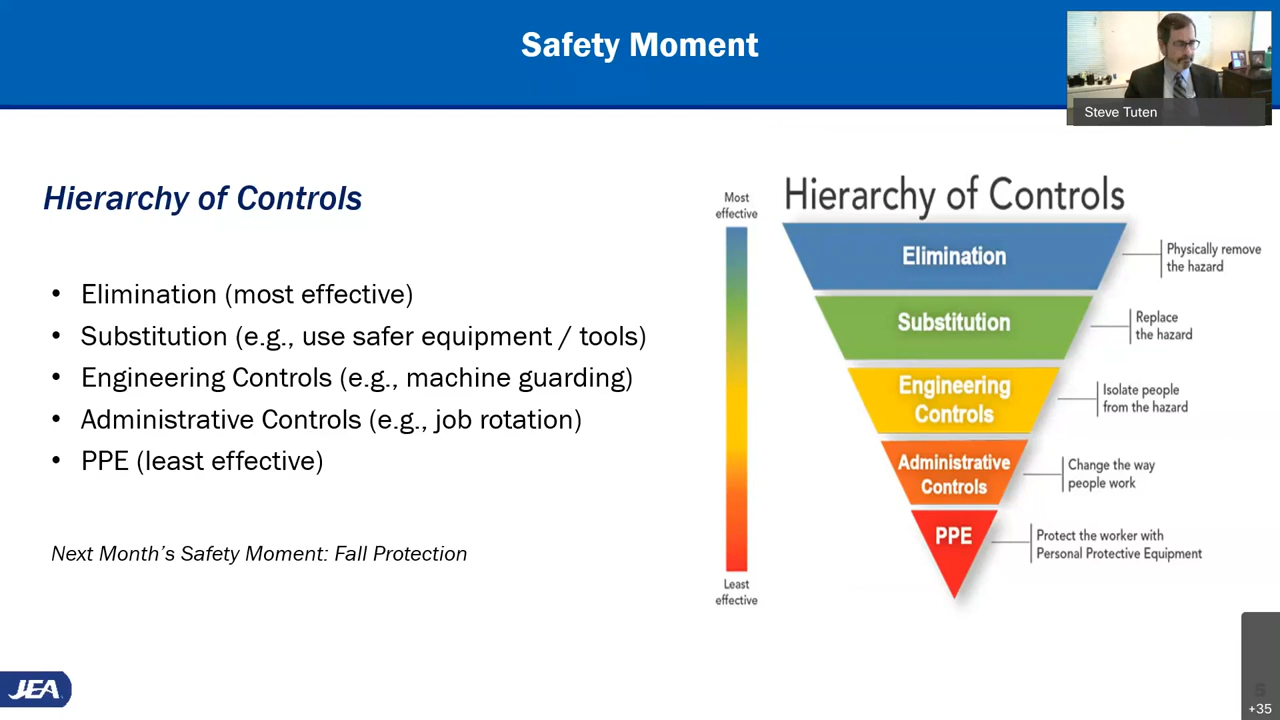 Safety Moment
Steve Tuten
Hierarchy of Controls
• Elimination (most effective)
• Substitution (e.g., use safer equipment / tools)
• Engineering Controls (e.g., machine guarding)
• Administrative Controls (e.g., job rotation)
• PPE (least effective)
Next Month's Safety Moment: Fall Protection
Most
effective
Least
effective
Hierarchy of Controls
Elimination
Physically remove
the hazard
Substitution
Replace
the hazard
Engineering
Controls
Isolate people
from the hazard
Administrative
Controls
Change the way
people work
PPE
Protect the worker with
Personal Protective Equipment
JEA
5
+35